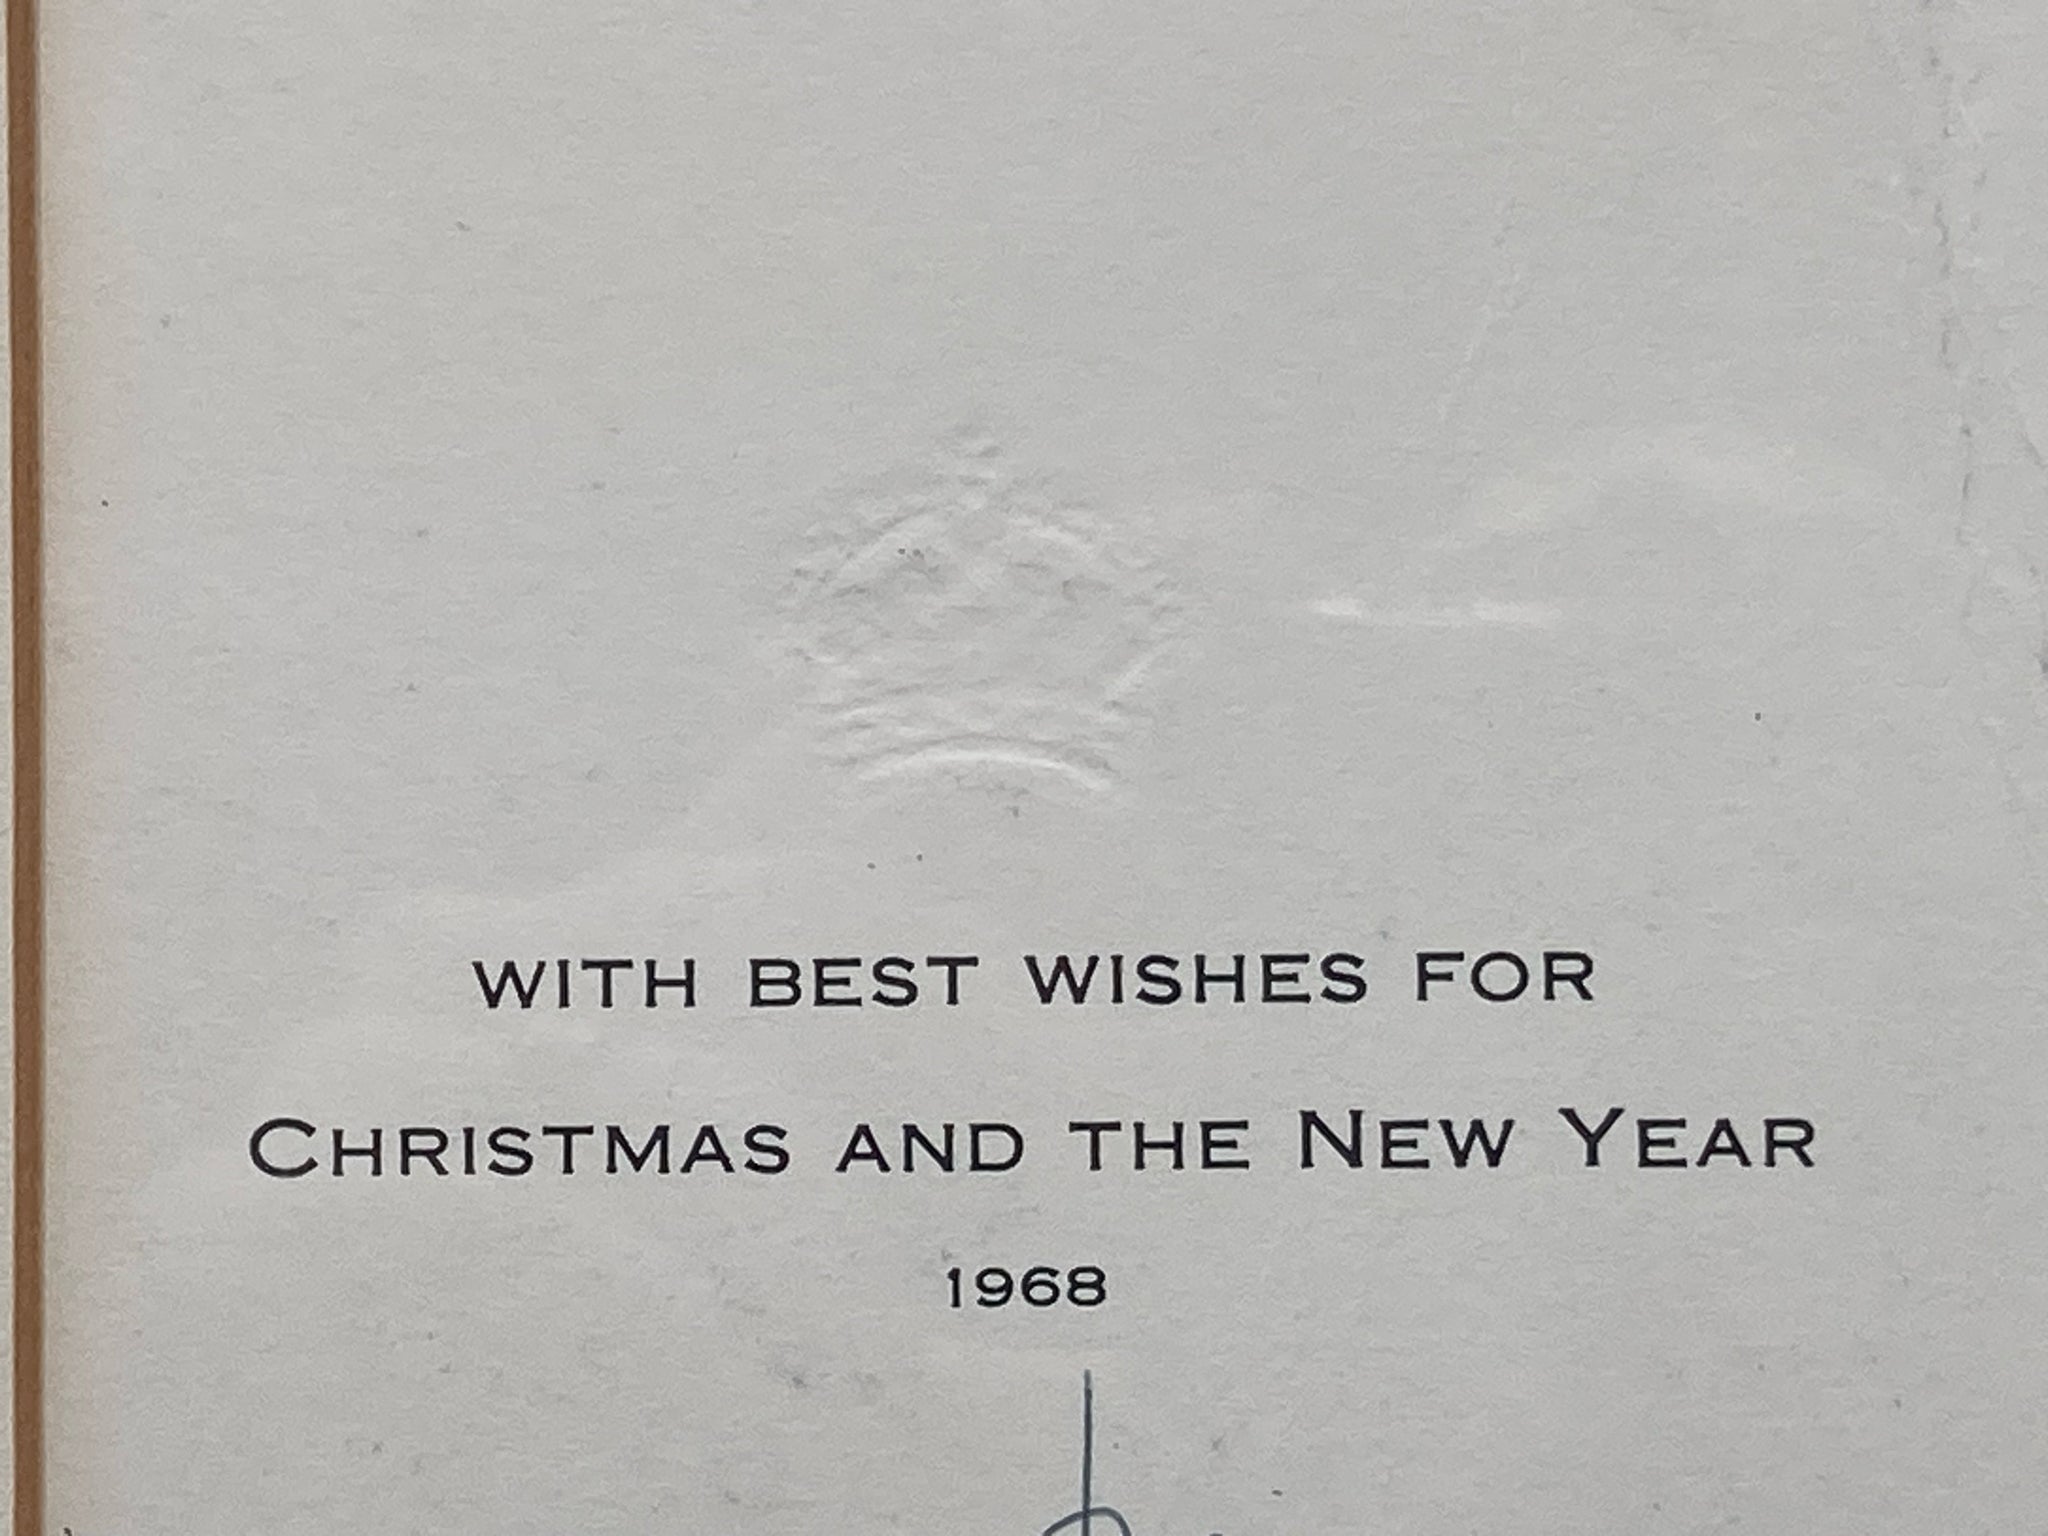 WITH BEST WISHES FOR
CHRISTMAS AND THE NEW YEAR
1968